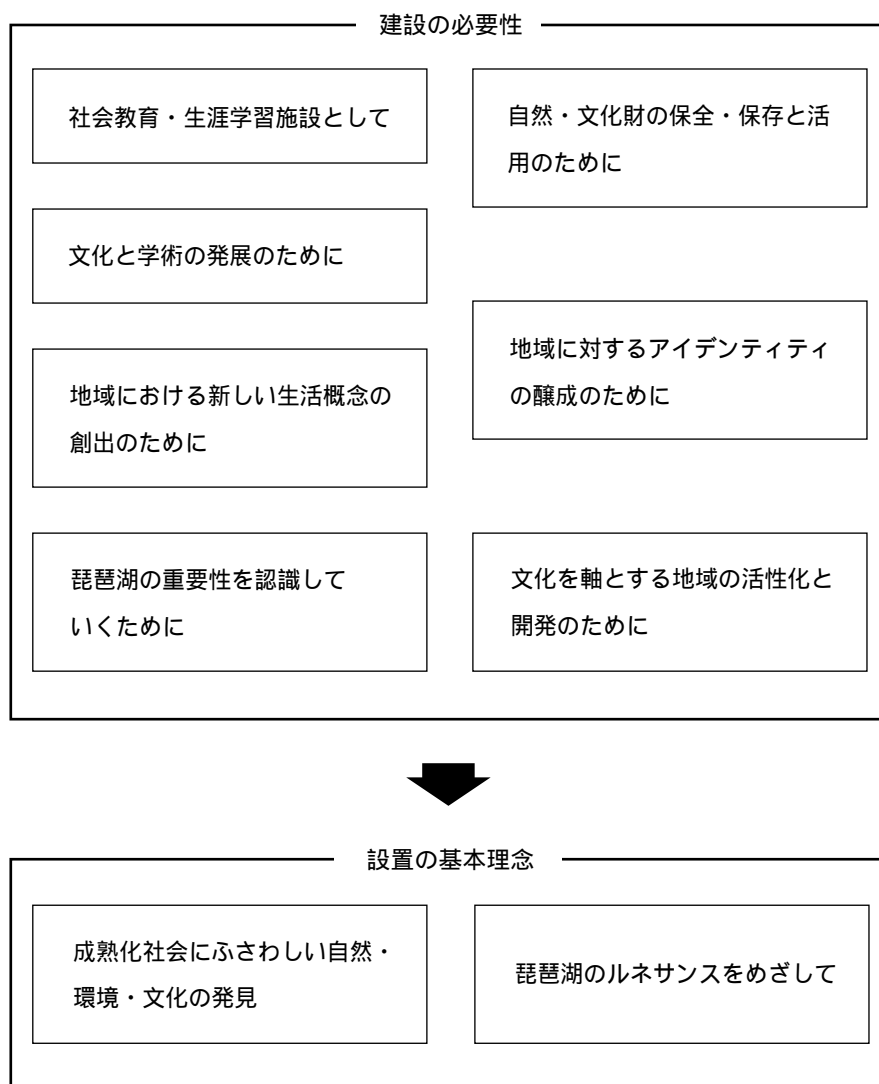 建設の必要性
社会教育・生涯学習施設として
文化と学術の発展のために
地域における新しい生活概念の
創出のために
琵琶湖の重要性を認識して
いくために
自然・文化財の保全・保存と活
用のために
地域に対するアイデンティティ
の醸成のために
文化を軸とする地域の活性化と
開発のために
設置の基本理念
成熟化社会にふさわしい自然・
環境・文化の発見
琵琶湖のルネサンスをめざして